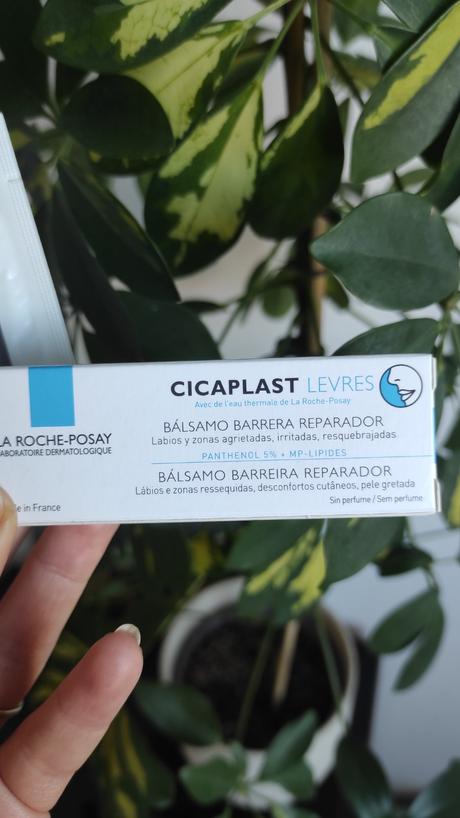 CICAPLAST LEVRES
Avec de l'eau thermale de La Roche-Posay
BÁLSAMO BARRERA REPARADOR
Labios y zonas agrietadas, irritadas, resquebrajadas
PANTHENOL 5% + MP-LIPIDES
BÁLSAMO BARREIRA REPARADOR
Lábios e zonas ressequidas, desconfortos cutâneos, pele gretada
Sin perfume / Sem perfume
LA ROCHE-POSAY
LABORATOIRE DERMATOLOGIQUE
in France